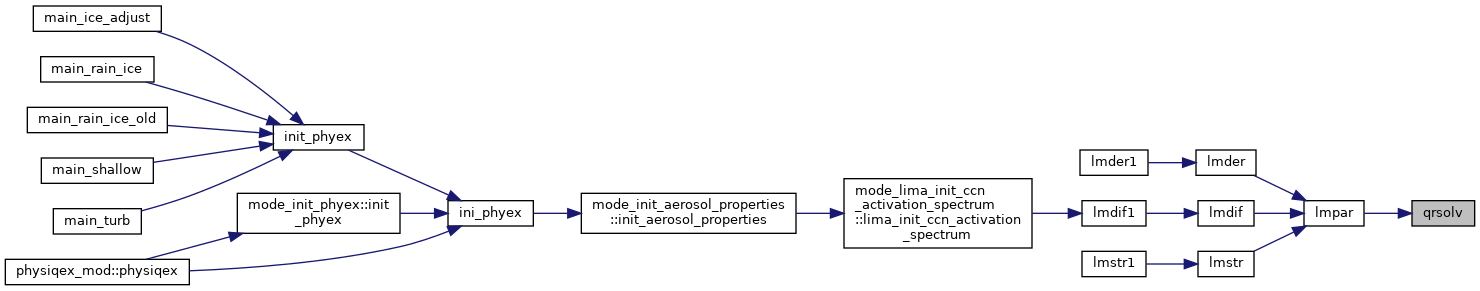 main_ice_adjust
main_rain_ice
main_rain_ice_old
main_shallow
main_turb
init_phyex
mode_init_phyex::init
_phyex
physiqex_mod::physiqex
ini_phyex
mode_init_aerosol_properties
::init_aerosol_properties
mode_lima_init_ccn
_activation_spectrum
::lima_init_ccn_activation
_spectrum
lmder1
lmdif1
lmstr1
lmder
lmdif
lmstr
lmpar
qrsolv